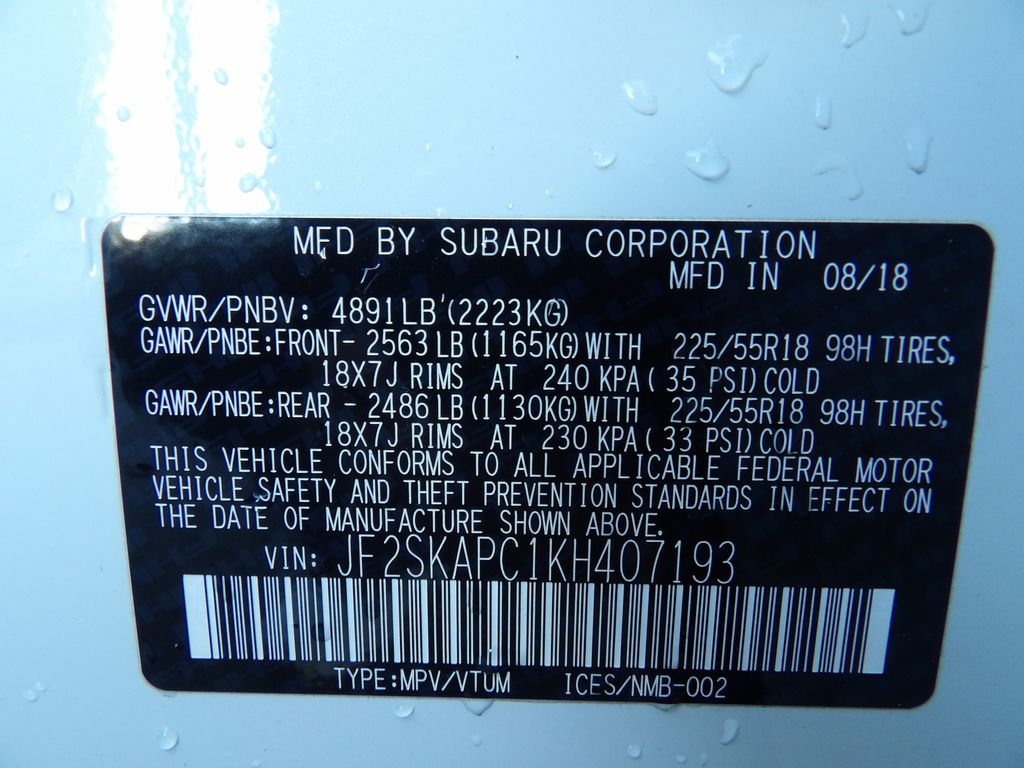 MFD BY SUBARU CORPORATION
MFD IN 08/18
GVWR/PNBV: 4891LB (2223KG)
GAWR/PNBE:FRONT- 2563LB(1165KG)WITH 225/55R18 98H TIRES,
18X7J RIMS AT 240 KPA( 35 PSI)COLD
GAWR/PNBE:REAR - 2486LB(1130KG)WITH 225/55R18 98H TIRES,
18X7J RIMS AT 230 KPA( 33 PSI)COLD
THIS VEHICLE CONFORMS TO ALL APPLICABLE FEDERAL MOTOR
VEHICLE SAFETY AND THEFT PREVENTION STANDARDS IN EFFECT ON
THE DATE OF MANUFACTURE SHOWN ABOVE.
VIN: JF2SKAPC1KH407193
TYPE:MPV/VTUM ICES/NMB-002